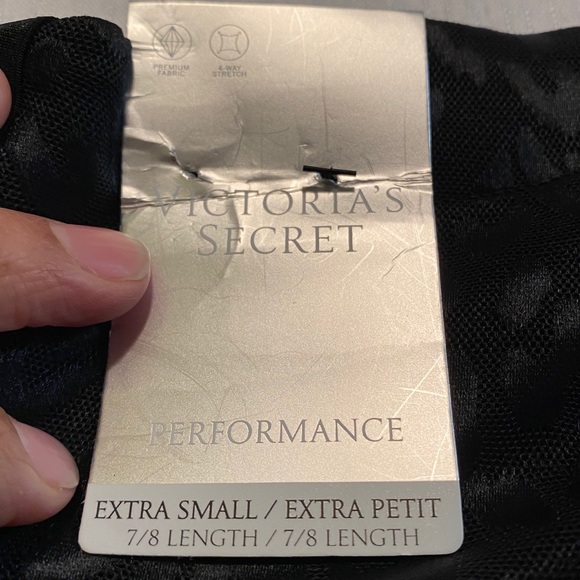 PREMIUM
FABRIC
4-WAY
STRETCH
VICTORIA'S
SECRET
PERFORMANCE
EXTRA SMALL / EXTRA PETIT
7/8 LENGTH / 7/8 LENGTH